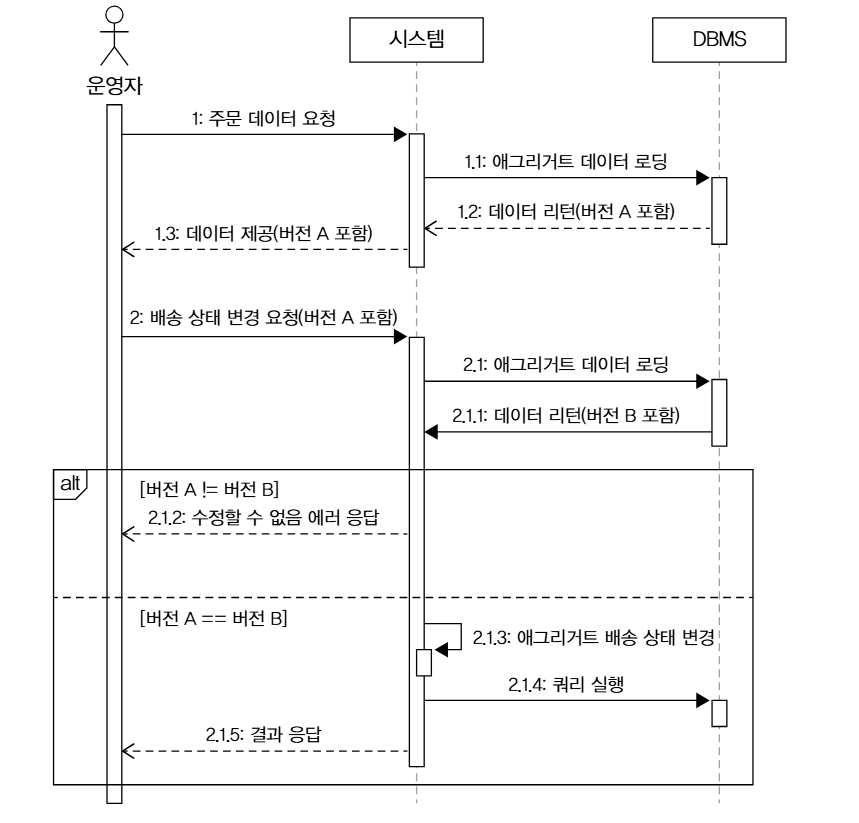 운영자
시스템
DBMS
1: 주문 데이터 요청
1.1: 애그리거트 데이터 로딩
1.2: 데이터 리턴(버전 A 포함)
1.3: 데이터 제공(버전 A 포함)
2: 배송 상태 변경 요청(버전 A 포함)
2.1: 애그리거트 데이터 로딩
2.1.1: 데이터 리턴(버전 B 포함)
alt
[버전 A != 버전 B]
2.1.2: 수정할 수 없음 에러 응답
[버전 A == 버전 B]
2.1.3: 애그리거트 배송 상태 변경
2.1.4: 쿼리 실행
2.1.5: 결과 응답